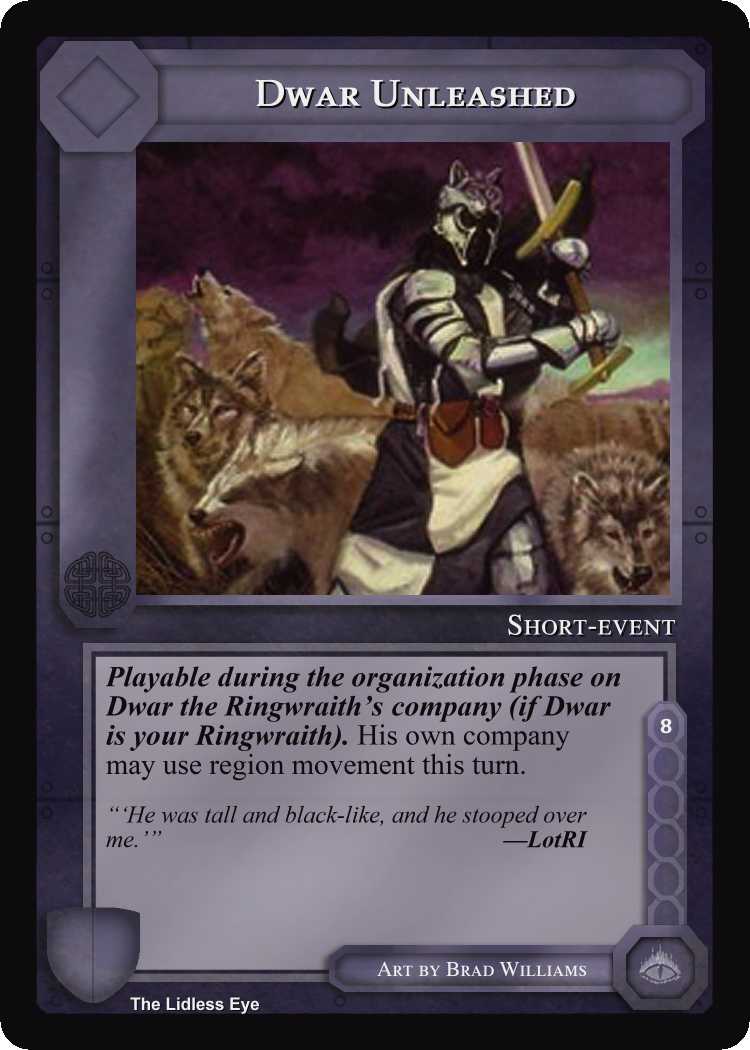 Dwar Unleashed
Short-event
Playable during the organization phase on
Dwar the Ringwraith’s company (if Dwar
is your Ringwraith). His own company
may use region movement this turn.
8
“‘He was tall and black-like, and he stooped over
me.’” —LotRI
Art by Brad Williams
The Lidless Eye